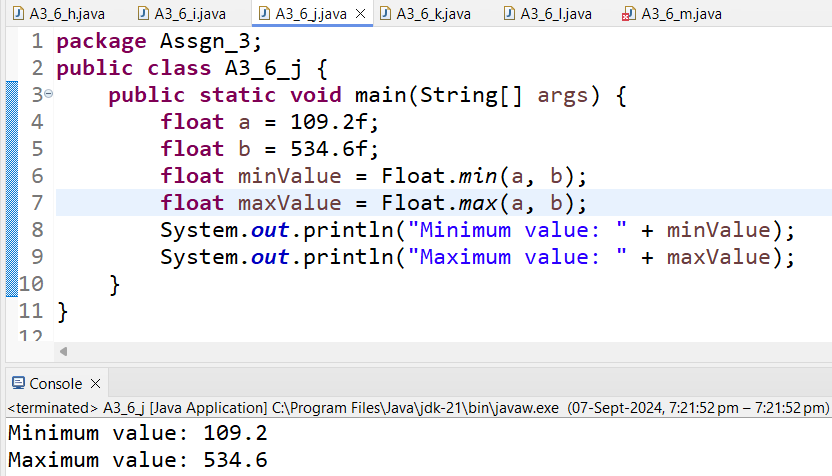 A3_6_h.java A3_6_i.java A3_6_j.java A3_6_k.java A3_6_l.java A3_6_m.java
1 package Assgn_3;
2 public class A3_6_j {
3     public static void main(String[] args) {
4         float a = 109.2f;
5         float b = 534.6f;
6         float minValue = Float.min(a, b);
7         float maxValue = Float.max(a, b);
8         System.out.println("Minimum value: " + minValue);
9         System.out.println("Maximum value: " + maxValue);
10     }
11 }
12
Console
<terminated> A3_6_j [Java Application] C:\Program Files\Java\jdk-21\bin\javaw.exe (07-Sept-2024, 7:21:52 pm – 7:21:52 pm)
Minimum value: 109.2
Maximum value: 534.6